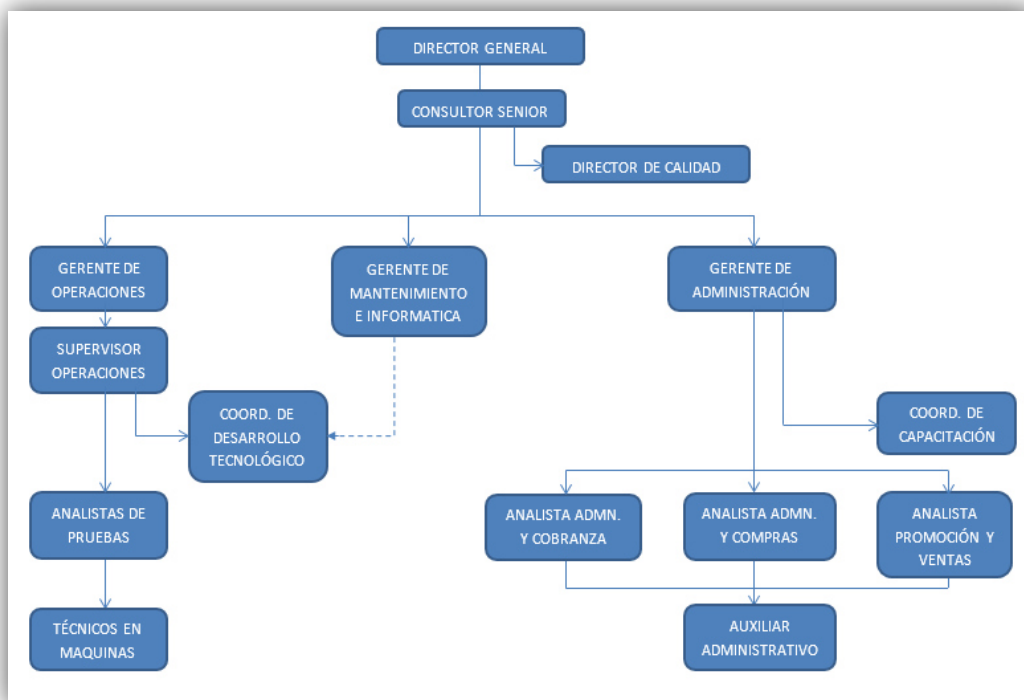 DIRECTOR GENERAL
CONSULTOR SENIOR
DIRECTOR DE CALIDAD
GERENTE DE
OPERACIONES
GERENTE DE
MANTENIMIENTO
E INFORMATICA
GERENTE DE
ADMINISTRACIÓN
SUPERVISOR
OPERACIONES
COORD. DE
DESARROLLO
TECNOLÓGICO
COORD. DE
CAPACITACIÓN
ANALISTAS DE
PRUEBAS
ANALISTA ADMN.
Y COBRANZA
ANALISTA ADMN.
Y COMPRAS
ANALISTA
PROMOCIÓN Y
VENTAS
TÉCNICOS EN
MAQUINAS
AUXILIAR
ADMINISTRATIVO